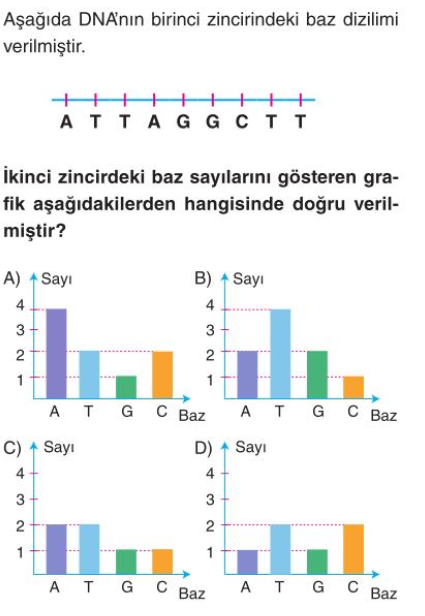 Aşağıda DNA'nın birinci zincirindeki baz dizilimi
verilmiştir.
A T T A G G C T T
İkinci zincirdeki baz sayılarını gösteren gra-
fik aşağıdakilerden hangisinde doğru veril-
miştir?
A) Sayı
4
3
2
1
A T G C Baz
B) Sayı
4
3
2
1
A T G C Baz
C) Sayı
4
3
2
1
A T G C Baz
D) Sayı
4
3
2
1
A T G C Baz